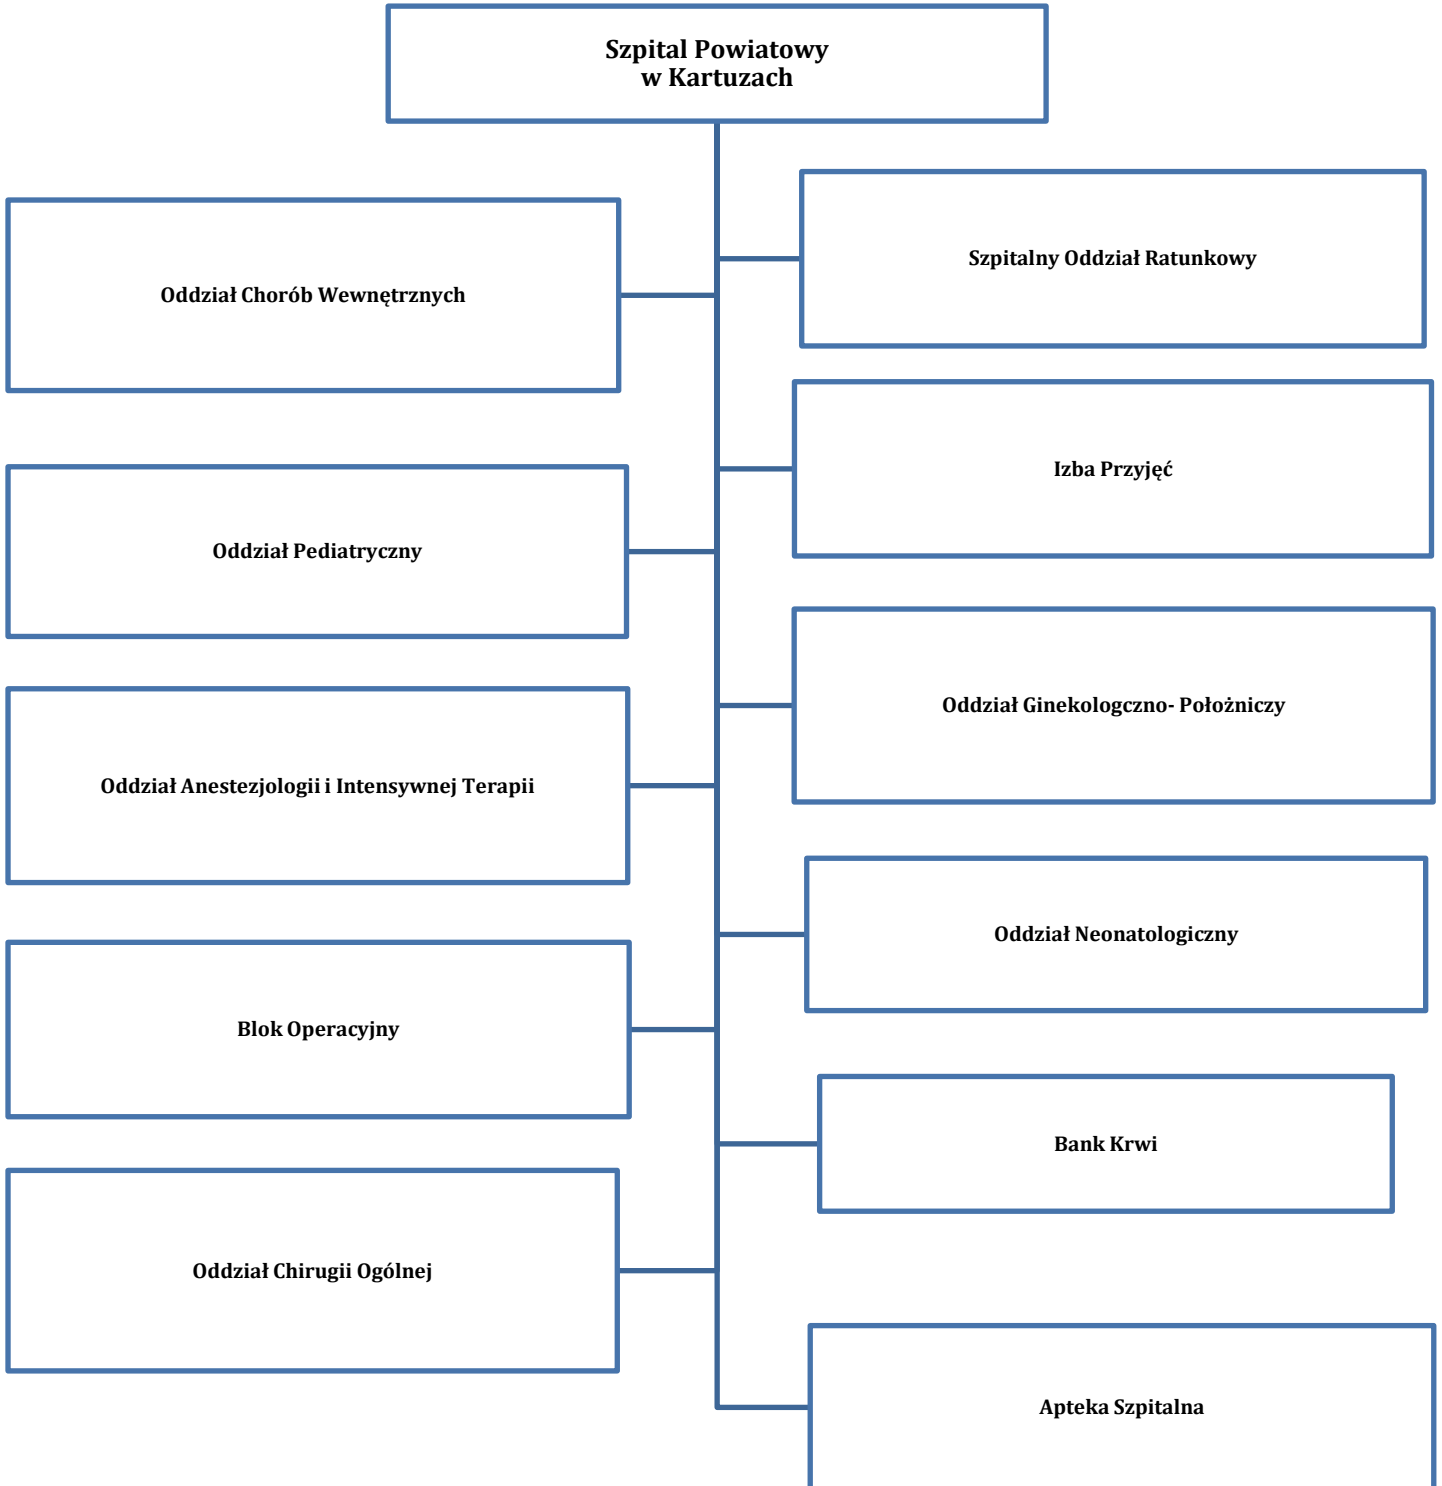 Szpital Powiatowy
w Kartuzach
Szpitalny Oddział Ratunkowy
Oddział Chorób Wewnętrznych
Izba Przyjęć
Oddział Pediatryczny
Oddział Ginekologczno- Położniczy
Oddział Anestezjologii i Intensywnej Terapii
Oddział Neonatologiczny
Blok Operacyjny
Bank Krwi
Oddział Chirugii Ogólnej
Apteka Szpitalna